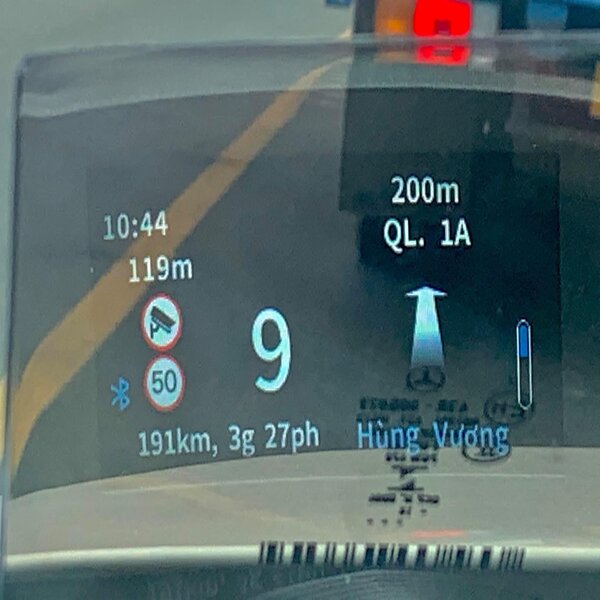 10:44
119m
50
9
191km, 3g 27ph
200m
QL. 1A
Hùng Vương